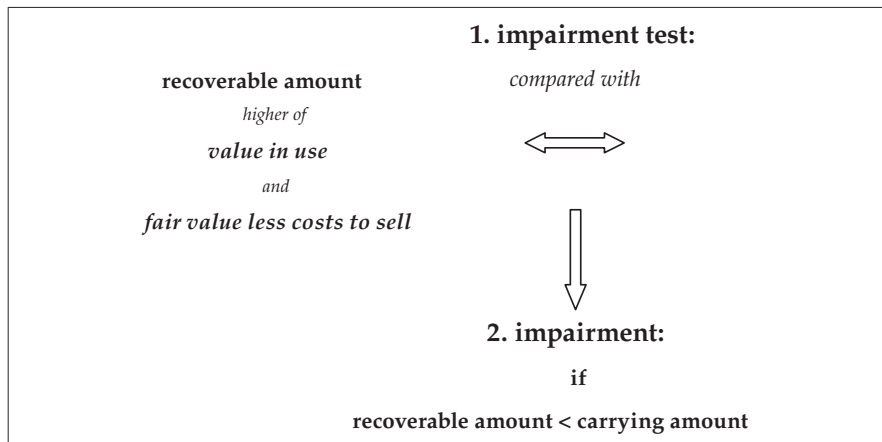 1. impairment test:
recoverable amount
compared with
higher of
value in use
and
fair value less costs to sell
2. impairment:
if
recoverable amount < carrying amount